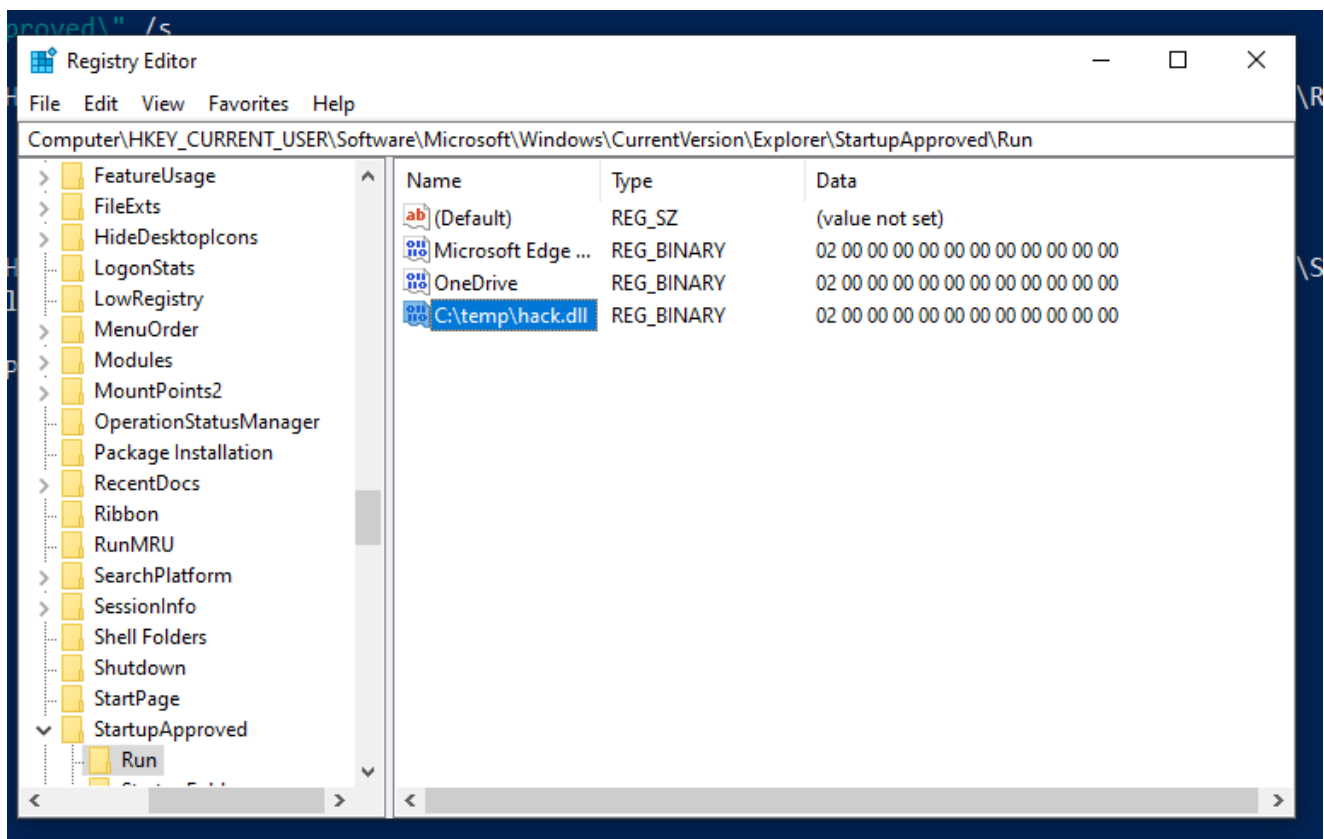 proved\" /s
Registry Editor
File Edit View Favorites Help
\R
Computer\HKEY_CURRENT_USER\Software\Microsoft\Windows\CurrentVersion\Explorer\StartupApproved\Run
FeatureUsage
FileExts
HideDesktopIcons
LogonStats
LowRegistry
MenuOrder
Modules
MountPoints2
OperationStatusManager
Package Installation
RecentDocs
Ribbon
RunMRU
SearchPlatform
SessionInfo
Shell Folders
Shutdown
StartPage
StartupApproved
Run
Name Type Data
(Default) REG_SZ (value not set)
Microsoft Edge ... REG_BINARY 02 00 00 00 00 00 00 00 00 00 00 00
OneDrive REG_BINARY 02 00 00 00 00 00 00 00 00 00 00 00
C:\temp\hack.dll REG_BINARY 02 00 00 00 00 00 00 00 00 00 00 00
\S